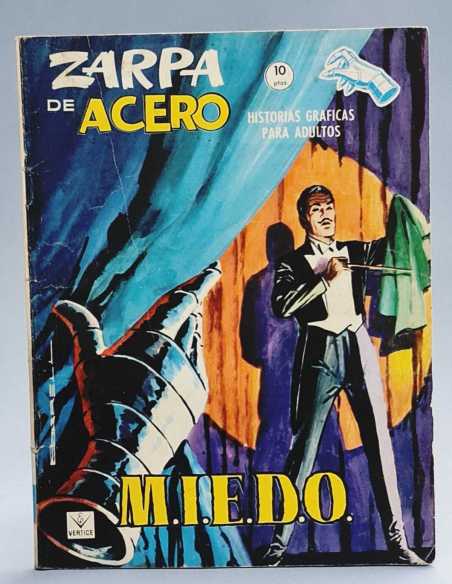 ZARPA
DE ACERO
10
ptas.
HISTORIAS GRAFICAS
PARA ADULTOS
M.I.E.D.O.
VERTICE